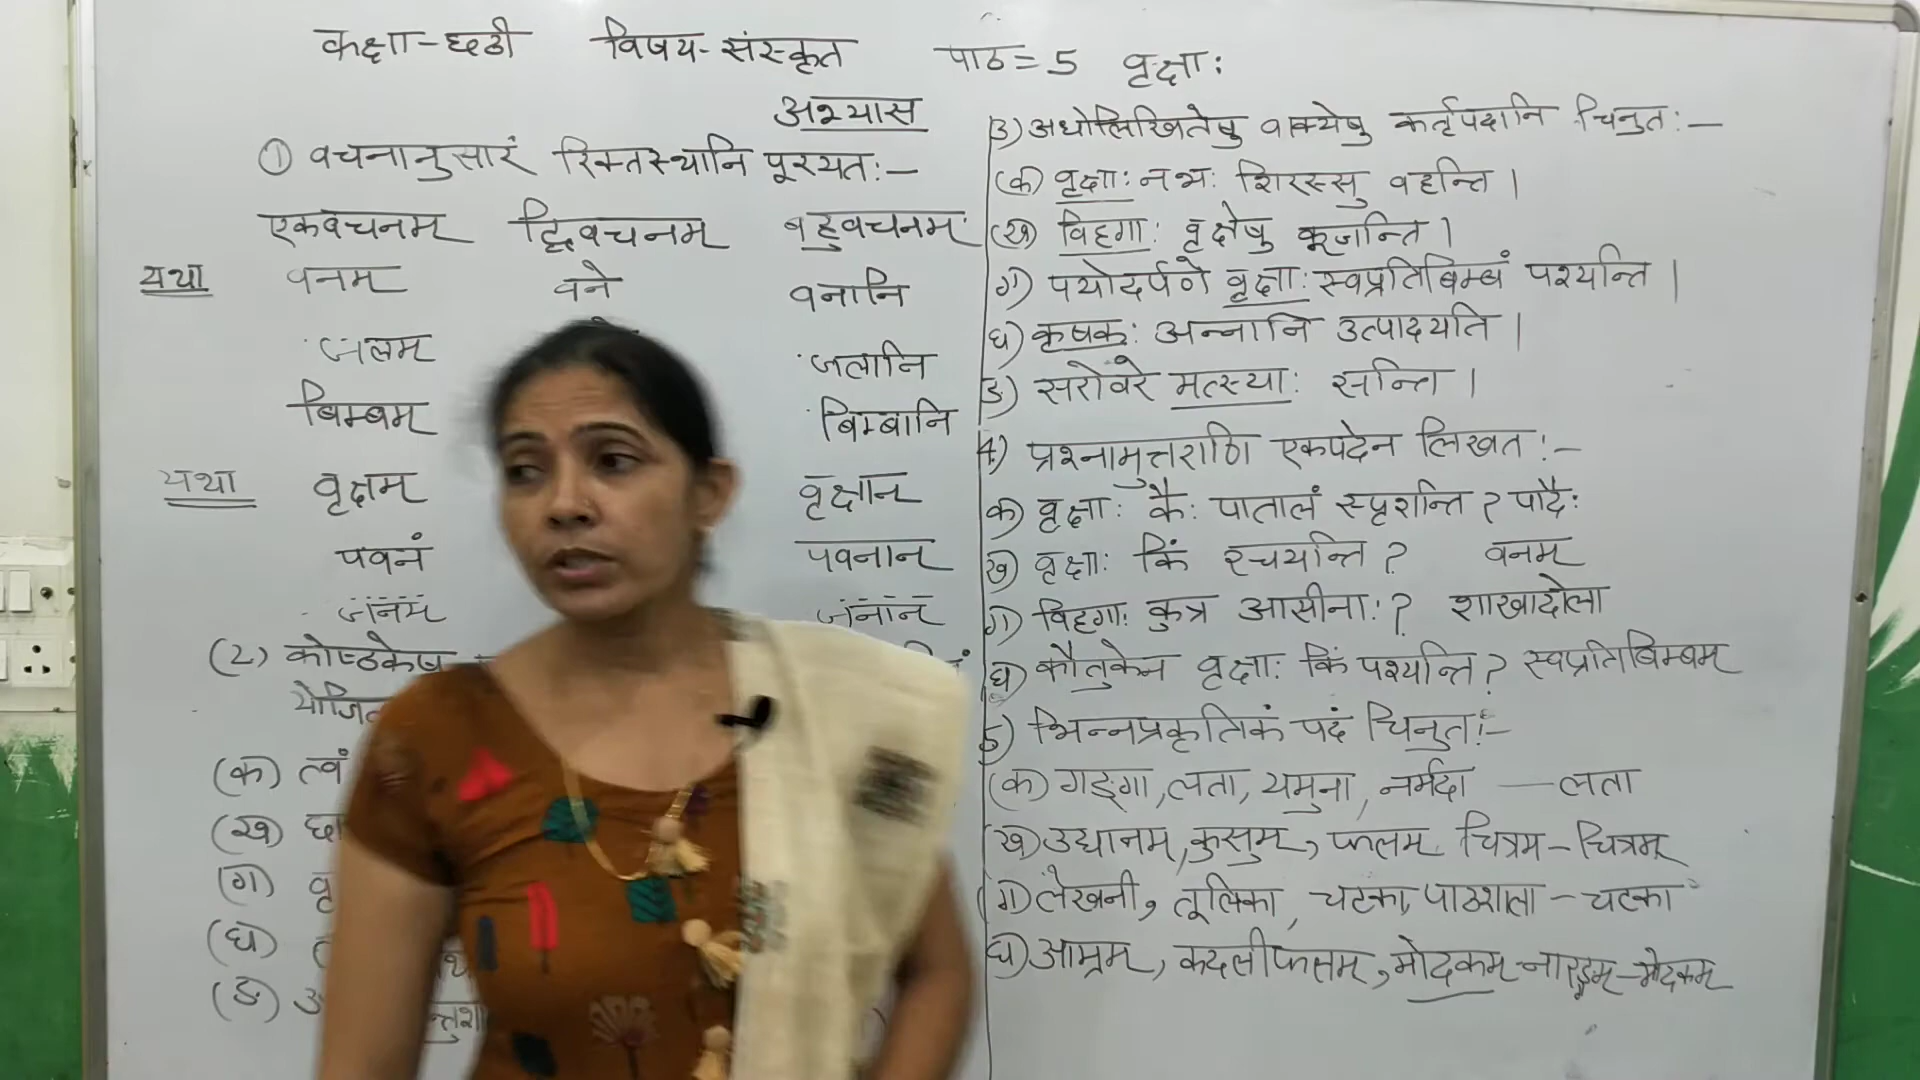 कक्षा-छठी विषय-संस्कृत पाठ=5 वृक्षा:
अभ्यास
① वचनानुसारं रिक्तस्थानि पूरयत:-
एकवचनम् द्विवचनम् बहुवचनम्
यथा वनम् वने वनानि
जलम् जलानि
बिम्बम् बिम्बानि
यथा वृक्षम् वृक्षान्
पवनं पवनान्
जनम् जनान्
(2) कोष्ठकेषु
(क) त्वं
(ख)
(ग)
(घ)
(ङ)
3) अधोलिखितेषु वाक्येषु कर्तृपदानि चिनुत:-
(क) वृक्षा: नभ: शिरस्सु वहन्ति।
(ख) विहगा: वृक्षेषु कूजन्ति।
ग) पयोदर्पणे वृक्षा: स्वप्रतिबिम्बं पश्यन्ति।
घ) कृषक: अन्नानि उत्पादयति।
ङ) सरोवरे मत्स्या: सन्ति।
4) प्रश्नामुत्तराणि एकपदेन लिखत:-
क) वृक्षा: कै: पातालं स्पृशन्ति? पादै:
ख) वृक्षा: किं रचयन्ति? वनम्
ग) विहगा: कुत्र आसीना:? शाखादोला
घ) कौतुकेन वृक्षा: किं पश्यन्ति? स्वप्रतिबिम्बम्
5) भिन्नप्रकृतिकं पदं चिनुत:-
(क) गङ्गा, लता, यमुना, नर्मदा — लता
(ख) उद्यानम्, कुसुमम्, फलम् चित्रम् - चित्रम्
ग) लेखनी, तूलिका, चटका, पाठशाला - चटका
घ) आम्रम्, कदलीफलम्, मोदकम् नारङ्गम् - मोदकम्